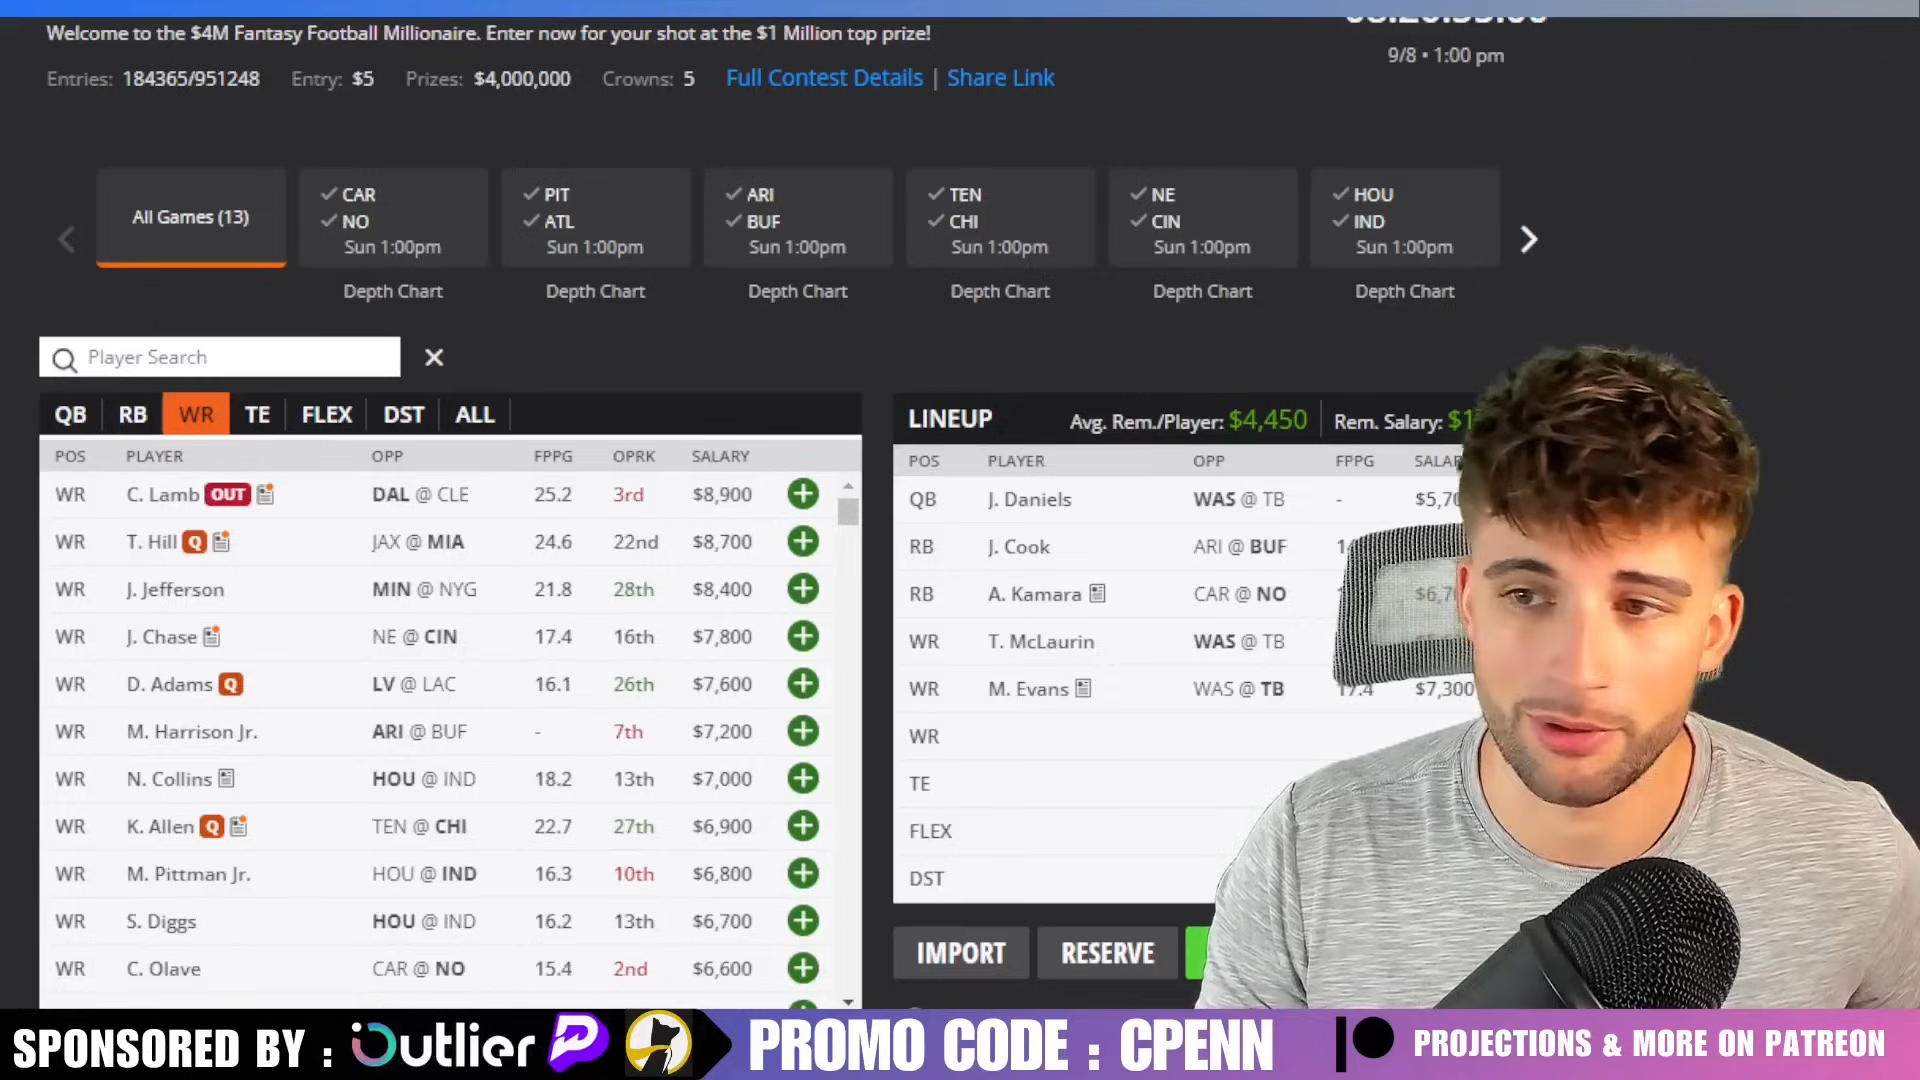 Welcome to the $4M Fantasy Football Millionaire. Enter now for your shot at the $1 Million top prize!
9/8 • 1:00 pm
Entries: 184365/951248 Entry: $5 Prizes: $4,000,000 Crowns: 5 Full Contest Details | Share Link
All Games (13)
CAR
NO
Sun 1:00pm
Depth Chart
PIT
ATL
Sun 1:00pm
Depth Chart
ARI
BUF
Sun 1:00pm
Depth Chart
TEN
CHI
Sun 1:00pm
Depth Chart
NE
CIN
Sun 1:00pm
Depth Chart
HOU
IND
Sun 1:00pm
Depth Chart
Player Search
QB RB WR TE FLEX DST ALL
POS PLAYER OPP FPPG OPRK SALARY
WR C. Lamb OUT DAL @ CLE 25.2 3rd $8,900
WR T. Hill Q JAX @ MIA 24.6 22nd $8,700
WR J. Jefferson MIN @ NYG 21.8 28th $8,400
WR J. Chase NE @ CIN 17.4 16th $7,800
WR D. Adams Q LV @ LAC 16.1 26th $7,600
WR M. Harrison Jr. ARI @ BUF - 7th $7,200
WR N. Collins HOU @ IND 18.2 13th $7,000
WR K. Allen Q TEN @ CHI 22.7 27th $6,900
WR M. Pittman Jr. HOU @ IND 16.3 10th $6,800
WR S. Diggs HOU @ IND 16.2 13th $6,700
WR C. Olave CAR @ NO 15.4 2nd $6,600
LINEUP Avg. Rem./Player: $4,450 Rem. Salary:
POS PLAYER OPP FPPG
QB J. Daniels WAS @ TB -
RB J. Cook ARI @ BUF
RB A. Kamara CAR @ NO
WR T. McLaurin WAS @ TB
WR M. Evans WAS @ TB 17.4 $7,300
WR
TE
FLEX
DST
IMPORT RESERVE
SPONSORED BY : Outlier P PROMO CODE : CPENN PROJECTIONS & MORE ON PATREON